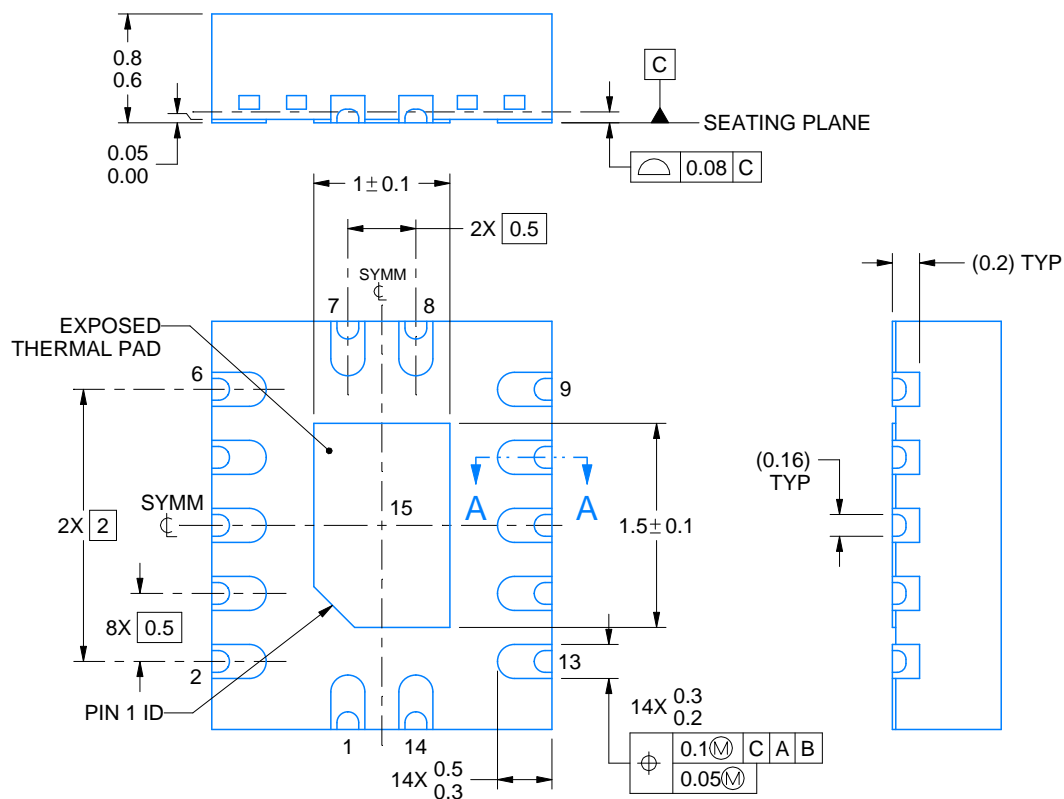 0.8
0.6
C
SEATING PLANE
0.05
0.00
⌓ 0.08 C
1±0.1
2X 0.5
(0.2) TYP
SYMM
℄
7
8
EXPOSED
THERMAL PAD
6
9
(0.16)
TYP
SYMM
℄
15
A
A
2X 2
1.5±0.1
8X 0.5
2
13
PIN 1 ID
14X 0.3
0.2
1
14
⌖ 0.1Ⓜ C A B
0.05Ⓜ
14X 0.5
0.3